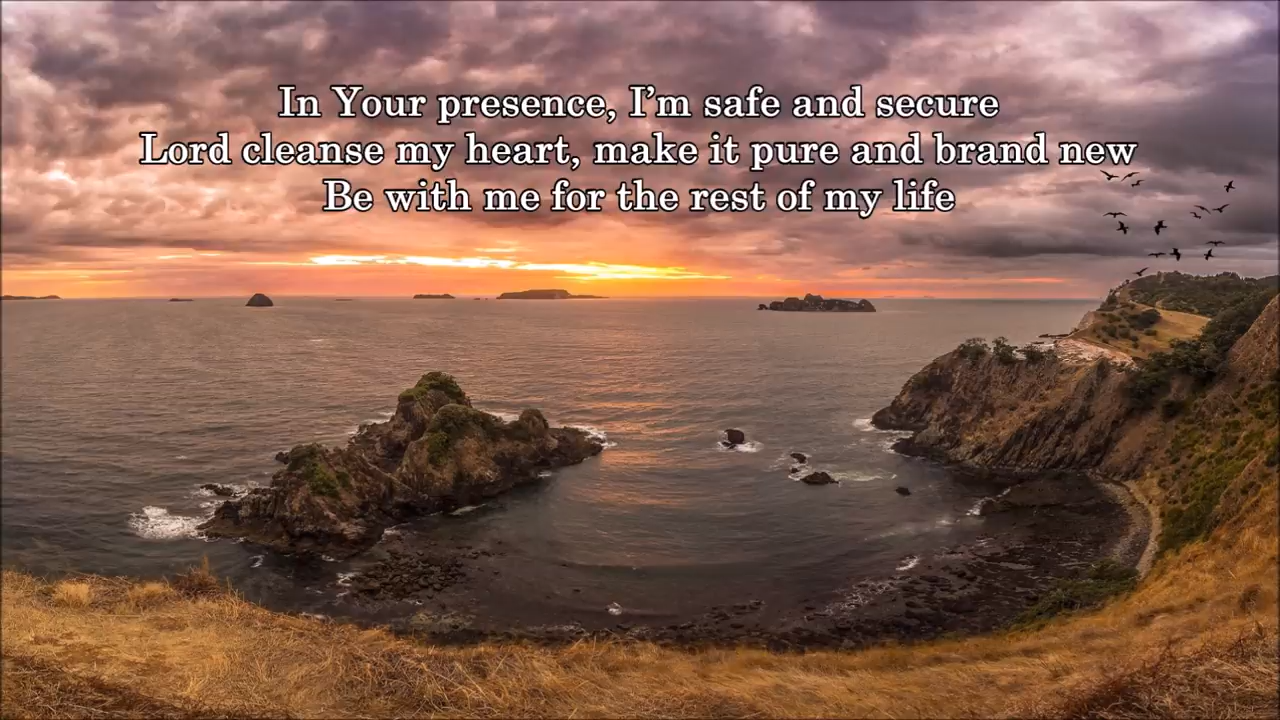 In Your presence, I’m safe and secure
Lord cleanse my heart, make it pure and brand new
Be with me for the rest of my life